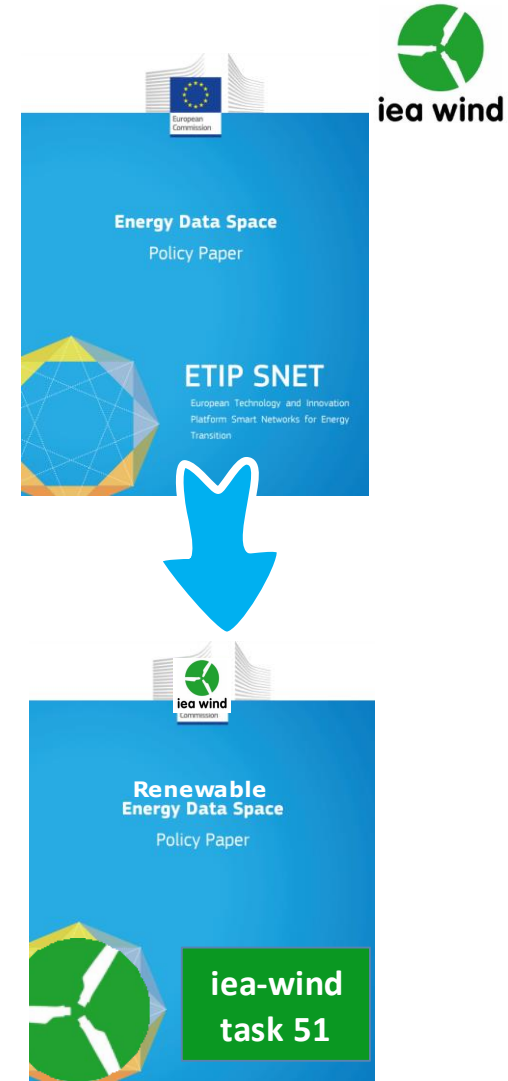 iea wind
European
Commission
Energy Data Space
Policy Paper
ETIP SNET
European Technology and Innovation
Platform Smart Networks for Energy
Transition
iea wind
Commission
Renewable
Energy Data Space
Policy Paper
iea-wind
task 51